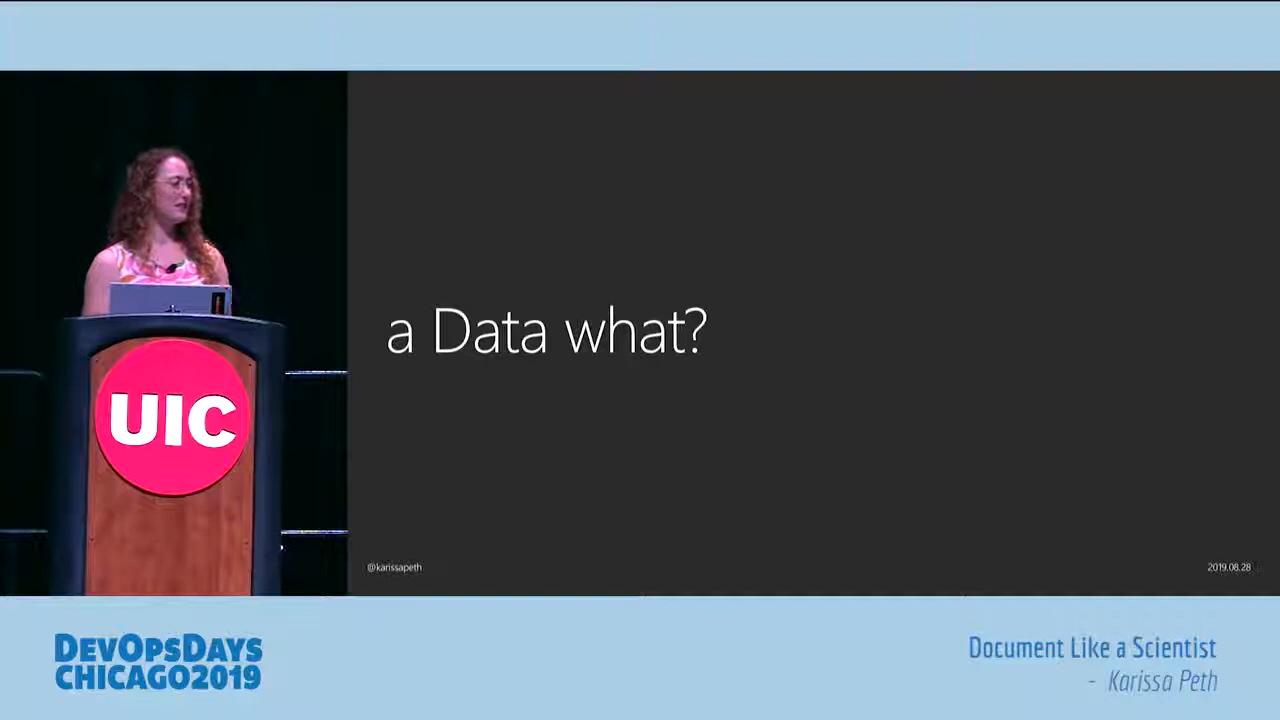 a Data what?
UIC
@karissapeth
2019.08.28
DevOpsDays
Chicago2019
Document Like a Scientist
- Karissa Peth